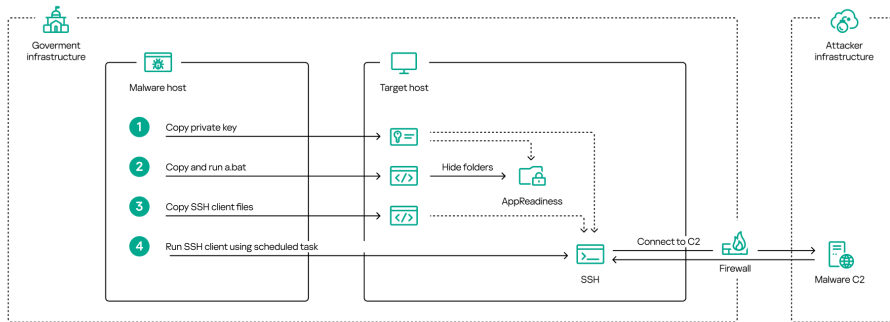 Goverment
infrastructure
Attacker
infrastructure
Malware host
Target host
1
Copy private key
2
Copy and run a.bat
Hide folders
AppReadiness
3
Copy SSH client files
4
Run SSH client using scheduled task
Connect to C2
SSH
Firewall
Malware C2